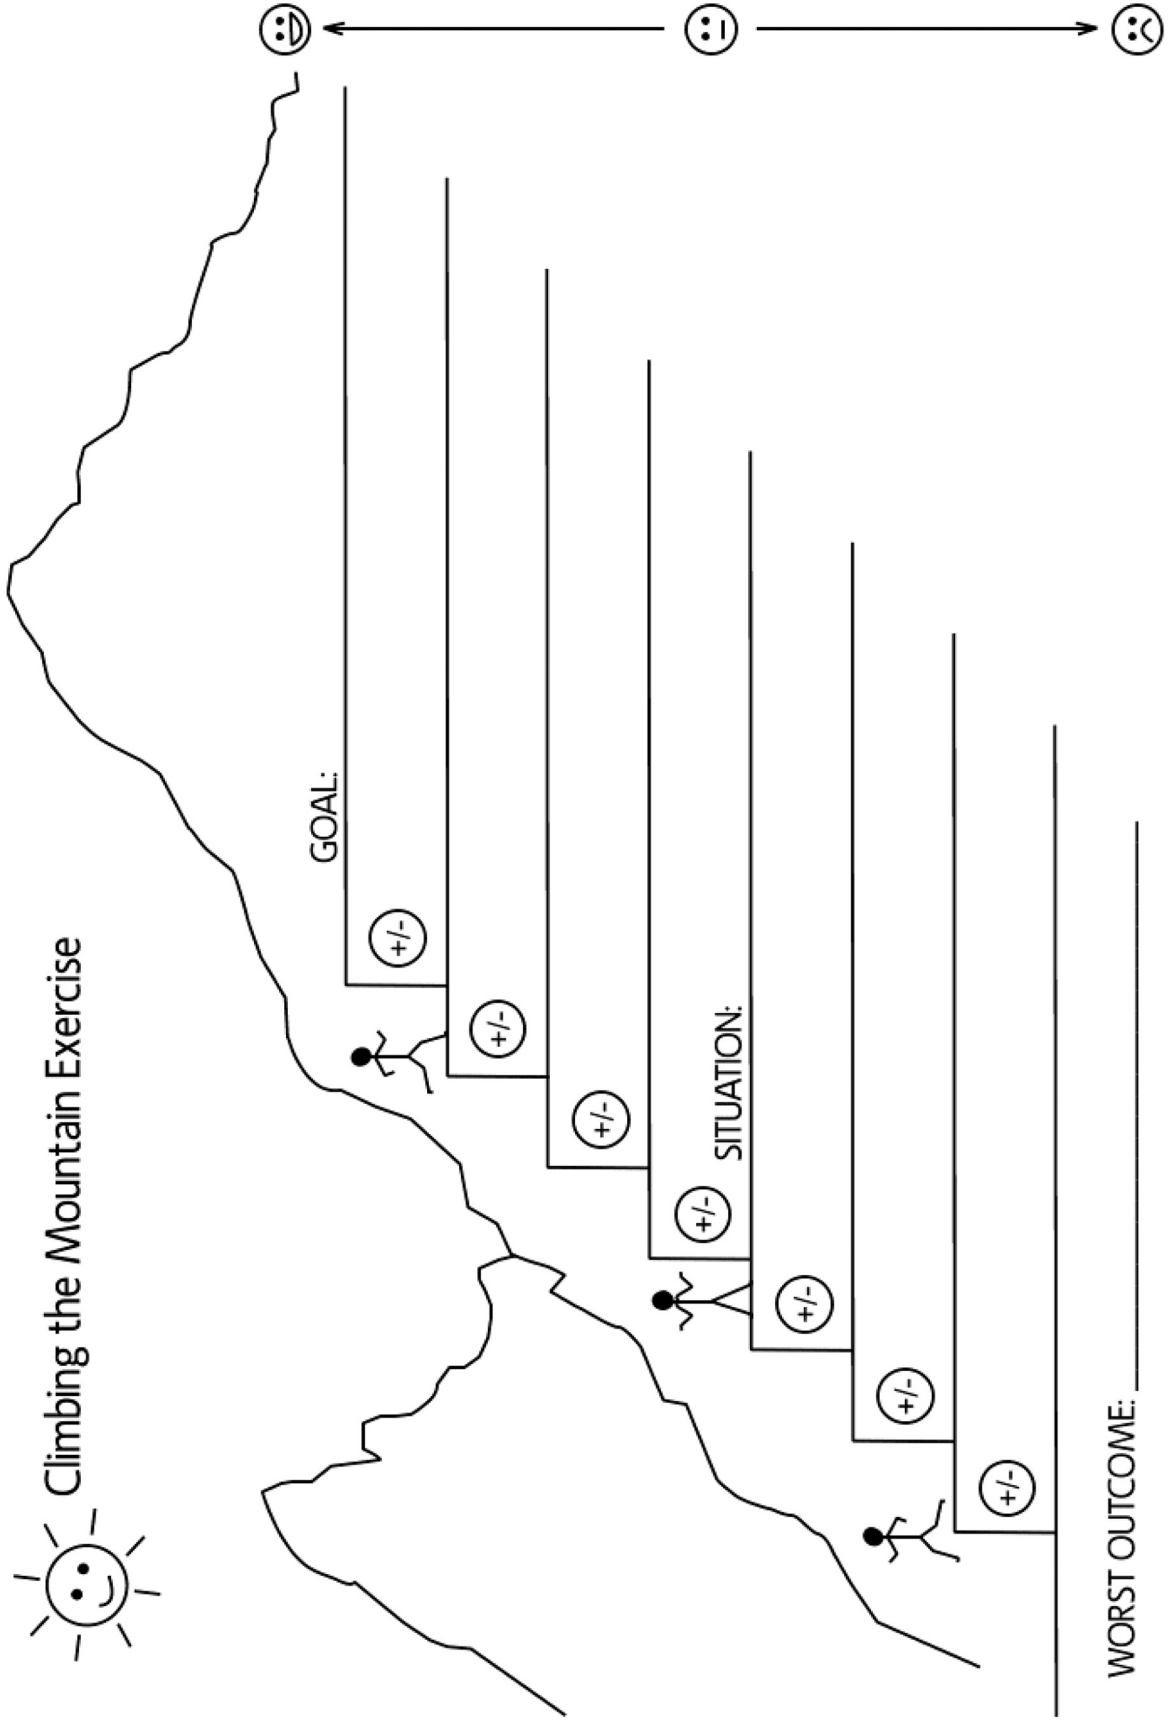 Climbing the Mountain Exercise
GOAL:
+/-
+/-
+/-
+/-
SITUATION:
+/-
+/-
+/-
WORST OUTCOME: